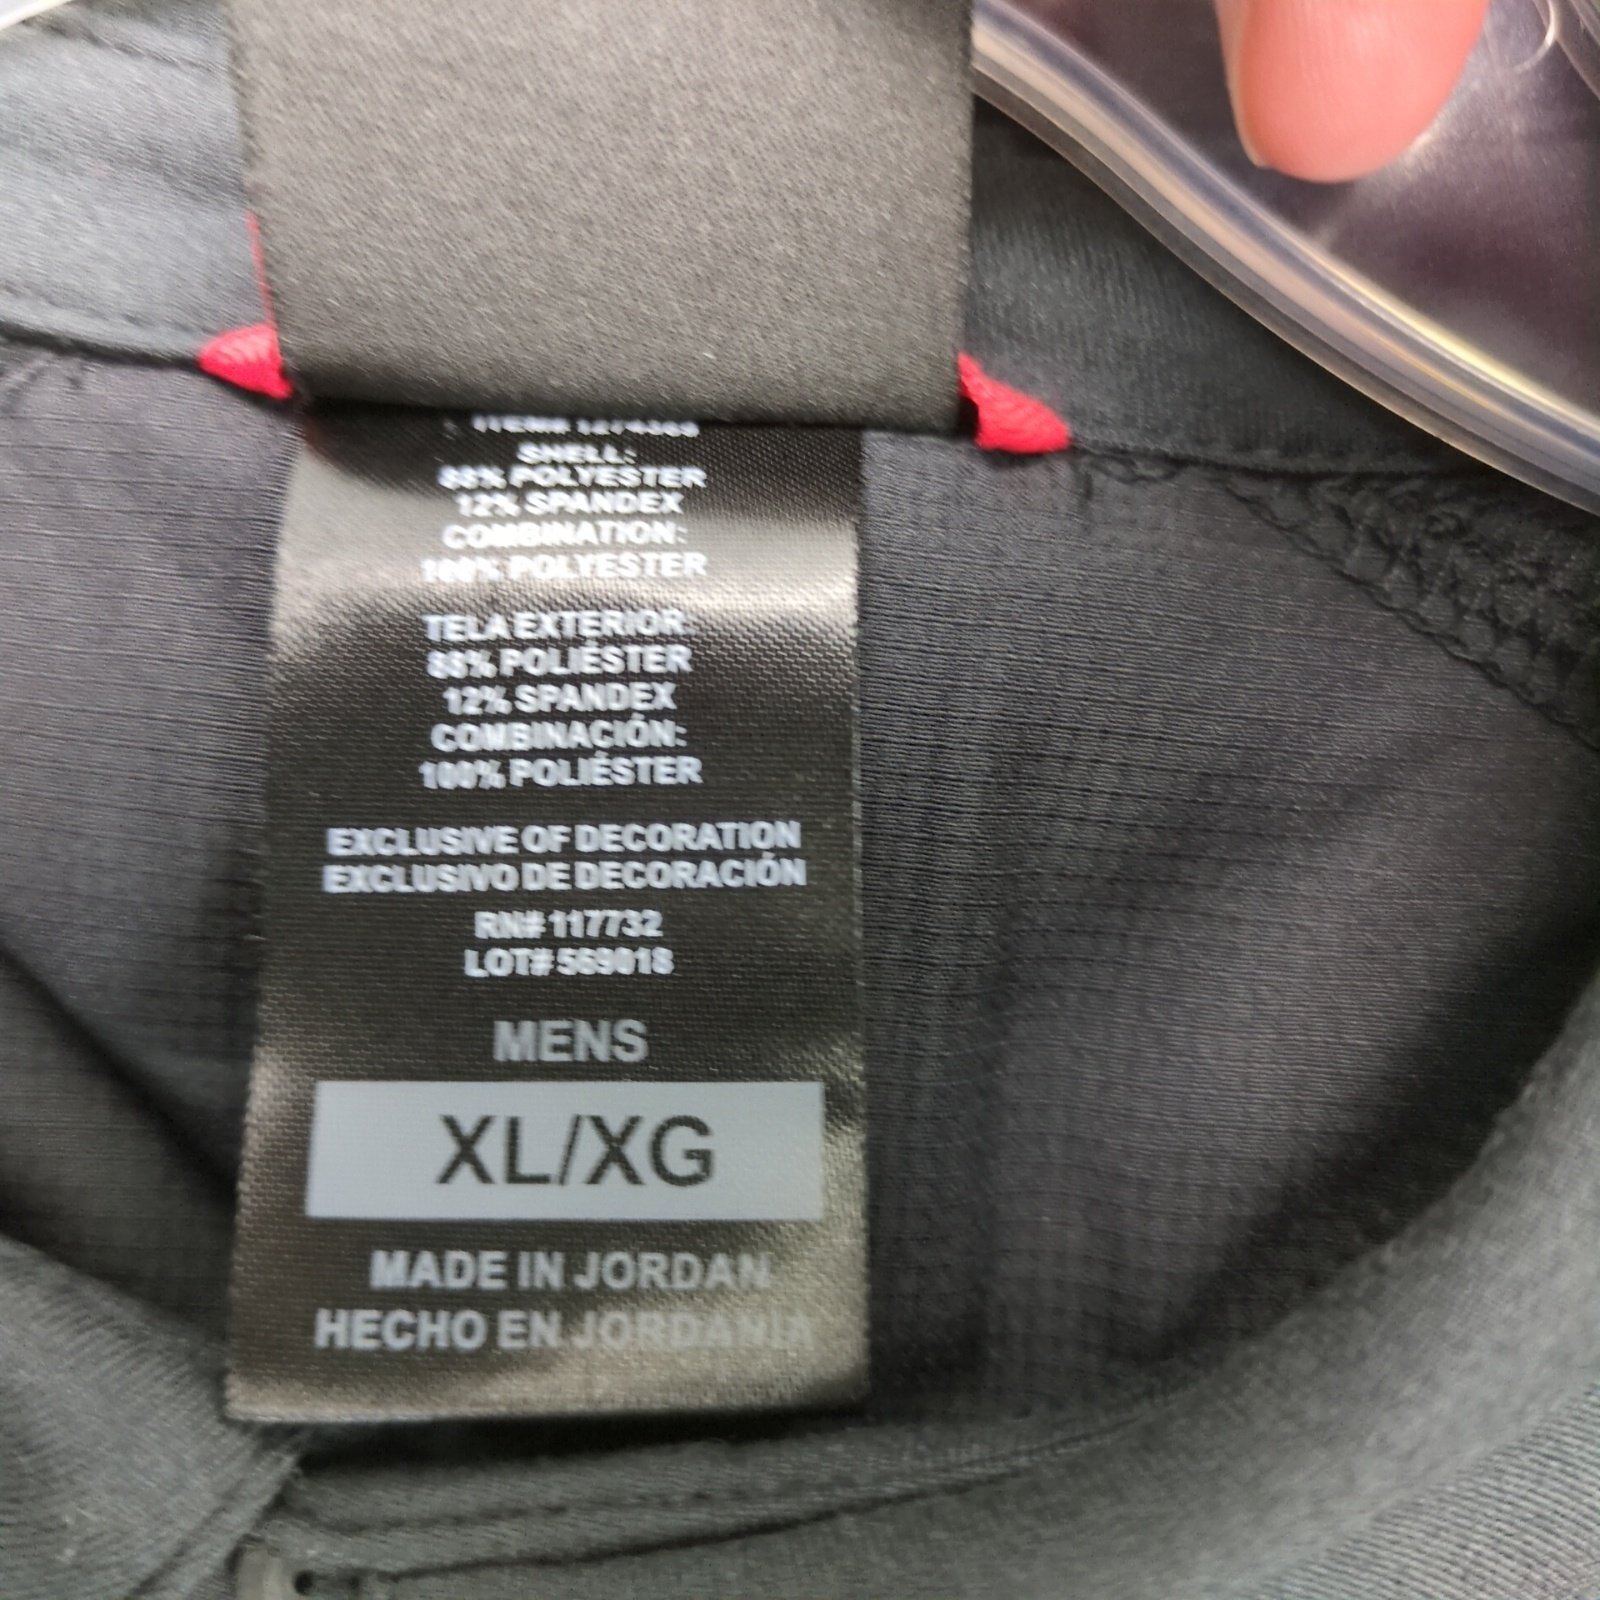 SHELL:
88% POLYESTER
12% SPANDEX
COMBINATION:
100% POLYESTER
TELA EXTERIOR:
88% POLIÉSTER
12% SPANDEX
COMBINACIÓN:
100% POLIÉSTER
EXCLUSIVE OF DECORATION
EXCLUSIVO DE DECORACIÓN
RN# 117732
LOT# 569018
MENS
XL/XG
MADE IN JORDAN
HECHO EN JORDANIA